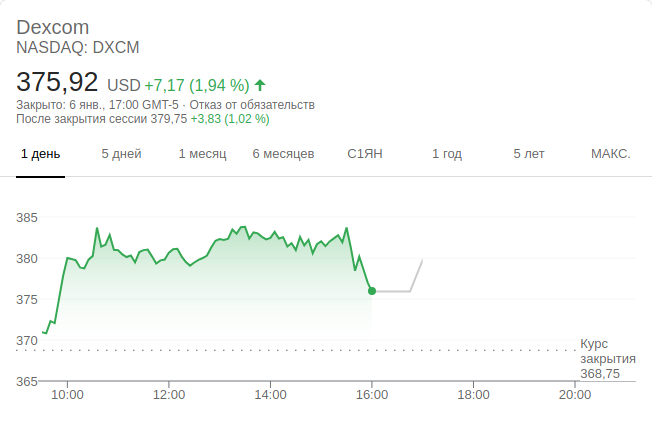 Dexcom
NASDAQ: DXCM
375,92 USD +7,17 (1,94 %)
Закрыто: 6 янв., 17:00 GMT-5 · Отказ от обязательств
После закрытия сессии 379,75 +3,83 (1,02 %)
1 день 5 дней 1 месяц 6 месяцев С1ЯН 1 год 5 лет МАКС.
385
380
375
370
Курс
закрытия
368,75
365
10:00 12:00 14:00 16:00 18:00 20:00